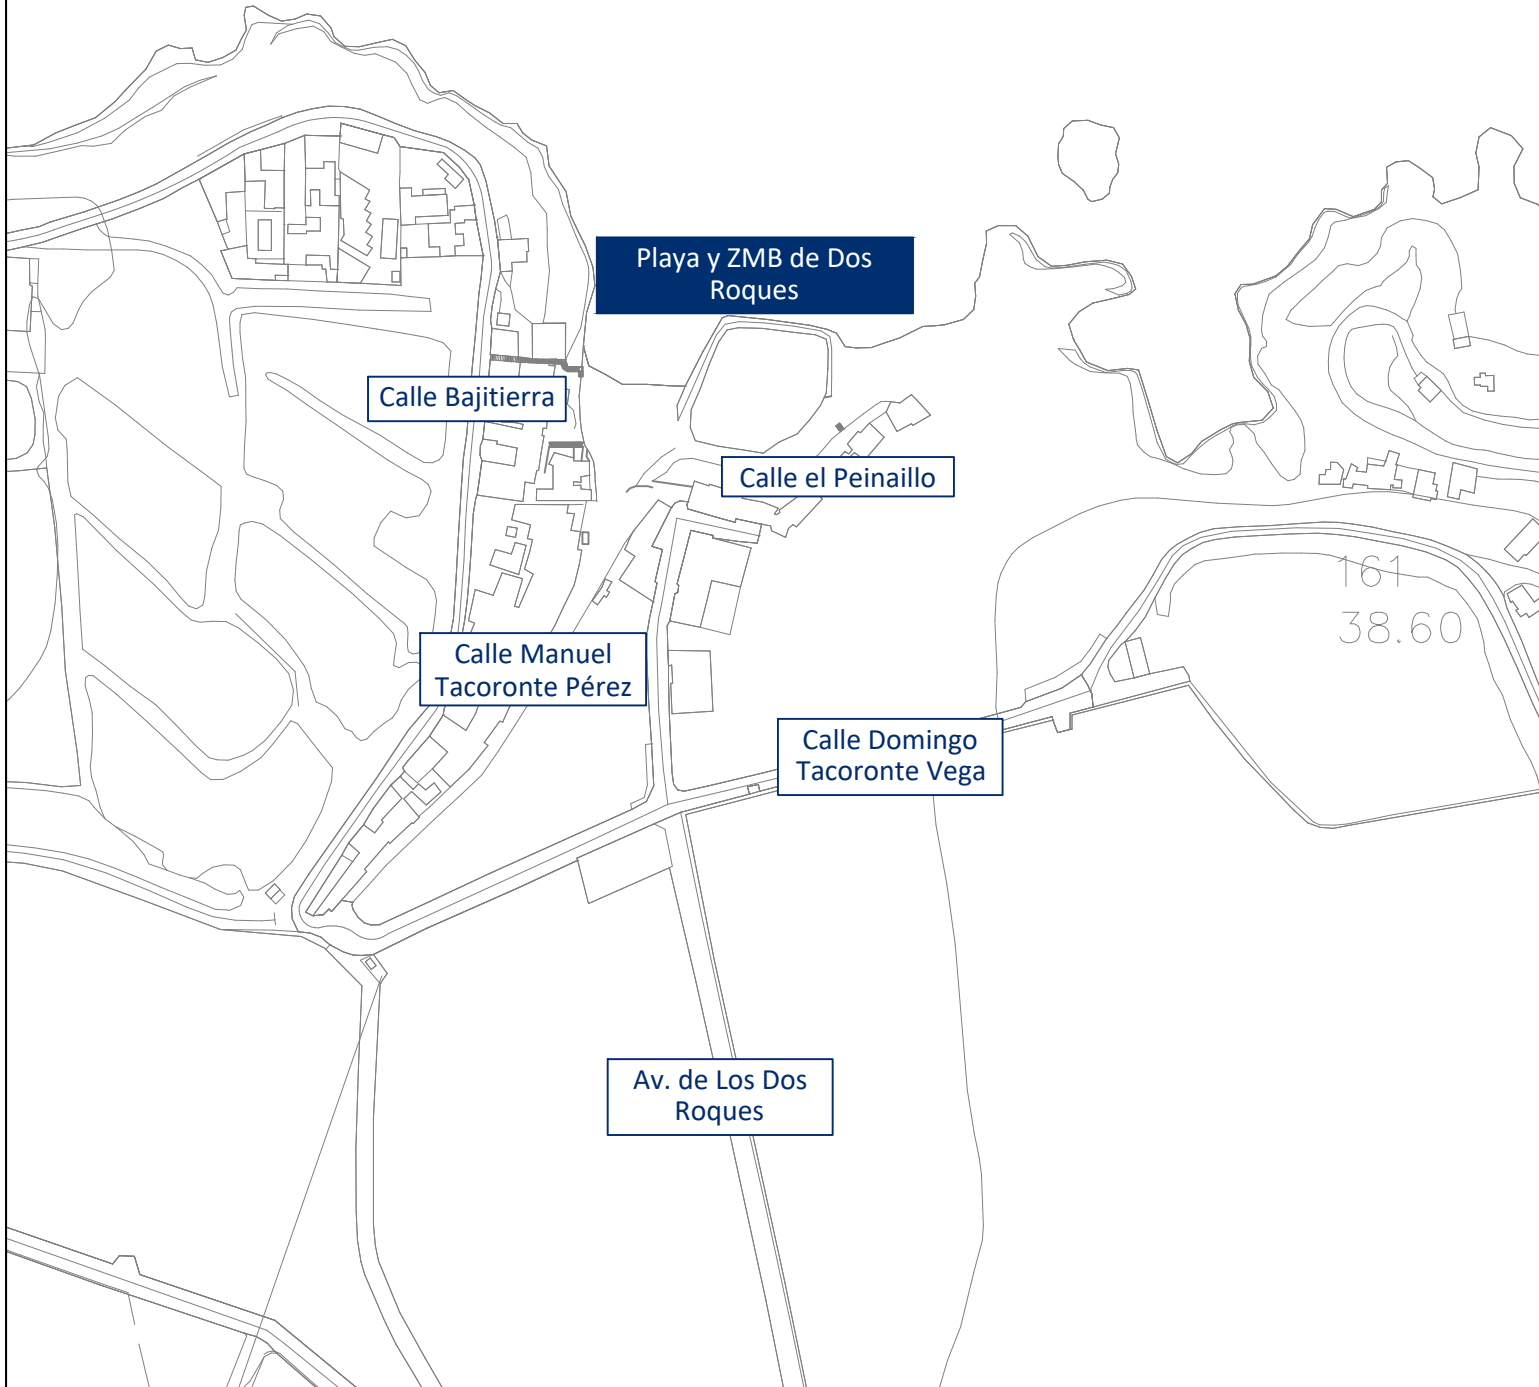 Playa y ZMB de Dos
Roques
Calle Bajitierra
Calle el Peinaillo
161
38.60
Calle Manuel
Tacoronte Pérez
Calle Domingo
Tacoronte Vega
Av. de Los Dos
Roques